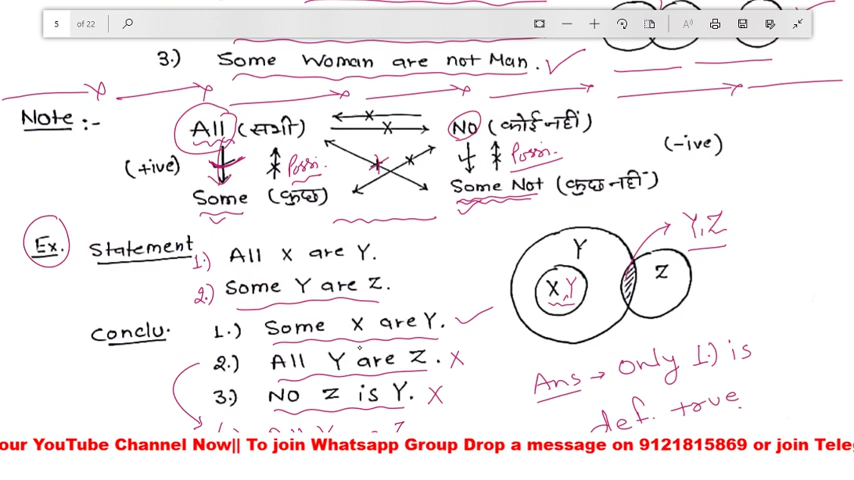 5 of 22
3.) Some Woman are not Man.
Note :-
All (सभी) No (कोई नहीं)
(+ive) Possi. Possi. (-ive)
Some (कुछ) Some Not (कुछ नहीं)
Ex. Statement 1.) All X are Y.
2.) Some Y are Z.
Y
X, Y
Z
Y, Z
Conclu. 1.) Some X are Y. ✓
2.) All Y are Z. X
3.) NO Z is Y. X
Ans → Only 1.) is
def. true.
our YouTube Channel Now|| To join Whatsapp Group Drop a message on 9121815869 or join Tele